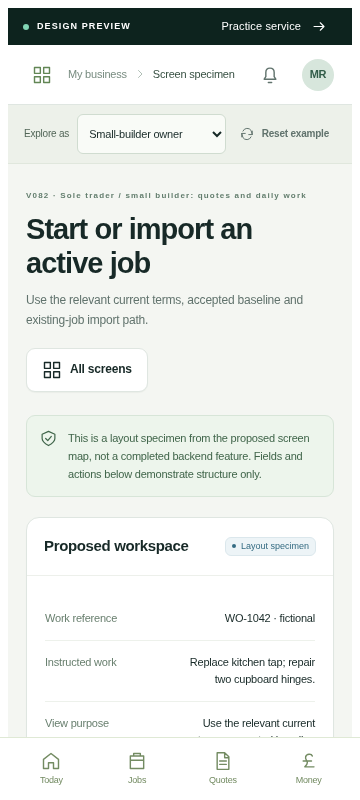 DESIGN PREVIEW
Practice service →
My business > Screen specimen
MR
Explore as
Small-builder owner
Reset example
V082 · Sole trader / small builder: quotes and daily work
Start or import an
active job
Use the relevant current terms, accepted baseline and
existing-job import path.
All screens
This is a layout specimen from the proposed screen
map, not a completed backend feature. Fields and
actions below demonstrate structure only.
Proposed workspace
Layout specimen
Work reference
WO-1042 · fictional
Instructed work
Replace kitchen tap; repair
two cupboard hinges.
View purpose
Use the relevant current
Today
Jobs
Quotes
Money